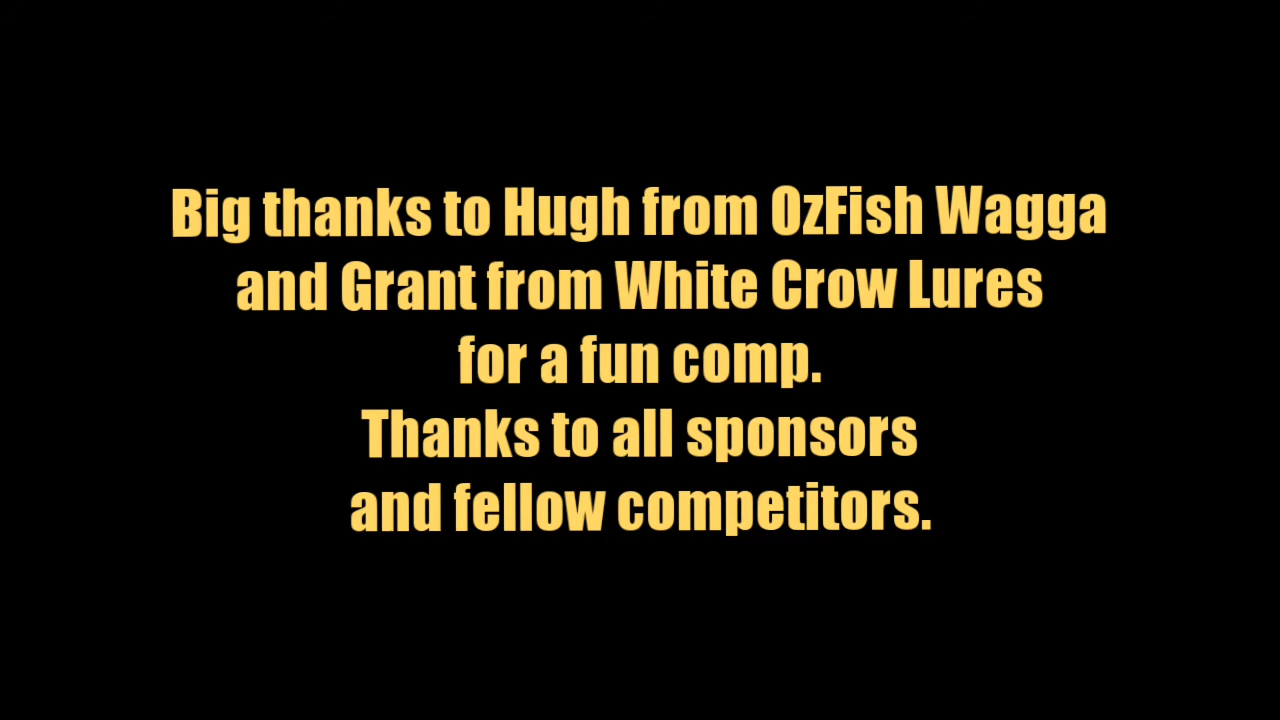 Big thanks to Hugh from OzFish Wagga
and Grant from White Crow Lures
for a fun comp.
Thanks to all sponsors
and fellow competitors.